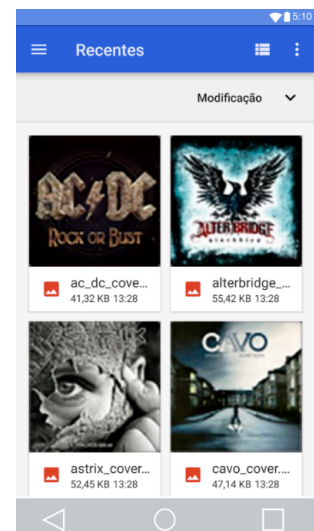 5:10
Recentes
Modificação
AC DC
ROCK OR BUST
ALTER BRIDGE
blackbird
ac_dc_cove...
41,32 KB 13:28
alterbridge_...
55,42 KB 13:28
CAVO
astrix_cover...
52,45 KB 13:28
cavo_cover....
47,14 KB 13:28